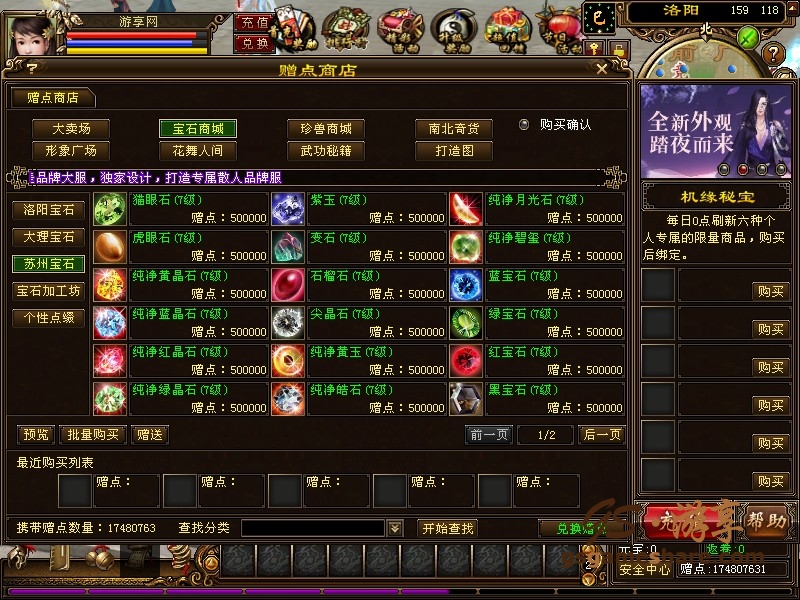 游享网
充值
兑换
洛阳 159 118
北
赠点商店
赠点商店
大卖场 宝石商城 珍兽商城 南北奇货 购买确认
形象广场 花舞人间 武功秘籍 打造图
品牌大服，独家设计，打造专属散人品牌服
洛阳宝石
大理宝石
苏州宝石
宝石加工坊
个性点缀
猫眼石(7级) 紫玉(7级) 纯净月光石(7级)
赠点：500000 赠点：500000 赠点：500000
虎眼石(7级) 变石(7级) 纯净碧玺(7级)
赠点：500000 赠点：500000 赠点：500000
纯净黄晶石(7级) 石榴石(7级) 蓝宝石(7级)
赠点：500000 赠点：500000 赠点：500000
纯净蓝晶石(7级) 尖晶石(7级) 绿宝石(7级)
赠点：500000 赠点：500000 赠点：500000
纯净红晶石(7级) 纯净黄玉(7级) 红宝石(7级)
赠点：500000 赠点：500000 赠点：500000
纯净绿晶石(7级) 纯净皓石(7级) 黑宝石(7级)
赠点：500000 赠点：500000 赠点：500000
预览 批量购买 赠送 前一页 1/2 后一页
最近购买列表
赠点： 赠点： 赠点： 赠点： 赠点：
携带赠点数量：17480763 查找分类 开始查找 兑换赠点
全新外观
踏夜而来
机缘秘宝
每日0点刷新六种个
人专属的限量商品，购买
后绑定。
购买
购买
购买
购买
购买
购买
帮助
元宝:0
安全中心 赠点:174807631